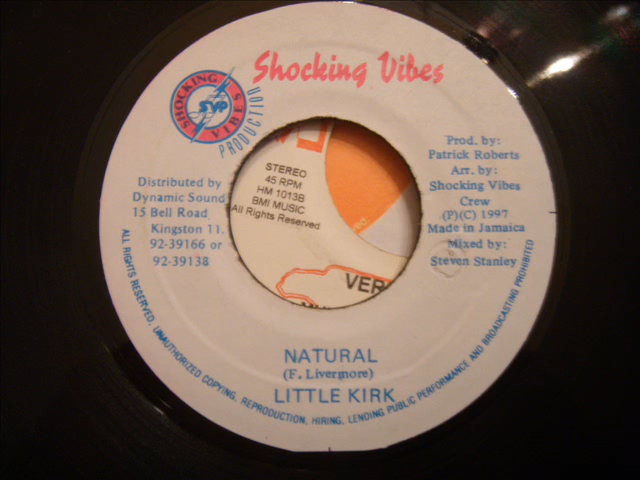 Shocking Vibes
SHOCKING VIBES
SVP
PRODUCTION
Prod. by:
Patrick Roberts
Arr. by:
Shocking Vibes
Crew
(P)(C) 1997
Made in Jamaica
Mixed by:
Steven Stanley
Distributed by
Dynamic Sound
15 Bell Road
Kingston 11.
92-39166 or
92-39138
STEREO
45 RPM
HM 1013B
BMI MUSIC
All Rights Reserved
VER
NATURAL
(F. Livermore)
LITTLE KIRK
ALL RIGHTS RESERVED, UNAUTHORIZED COPYING, REPRODUCTION, HIRING, LENDING PUBLIC PERFORMANCE AND BROADCASTING PROHIBITED